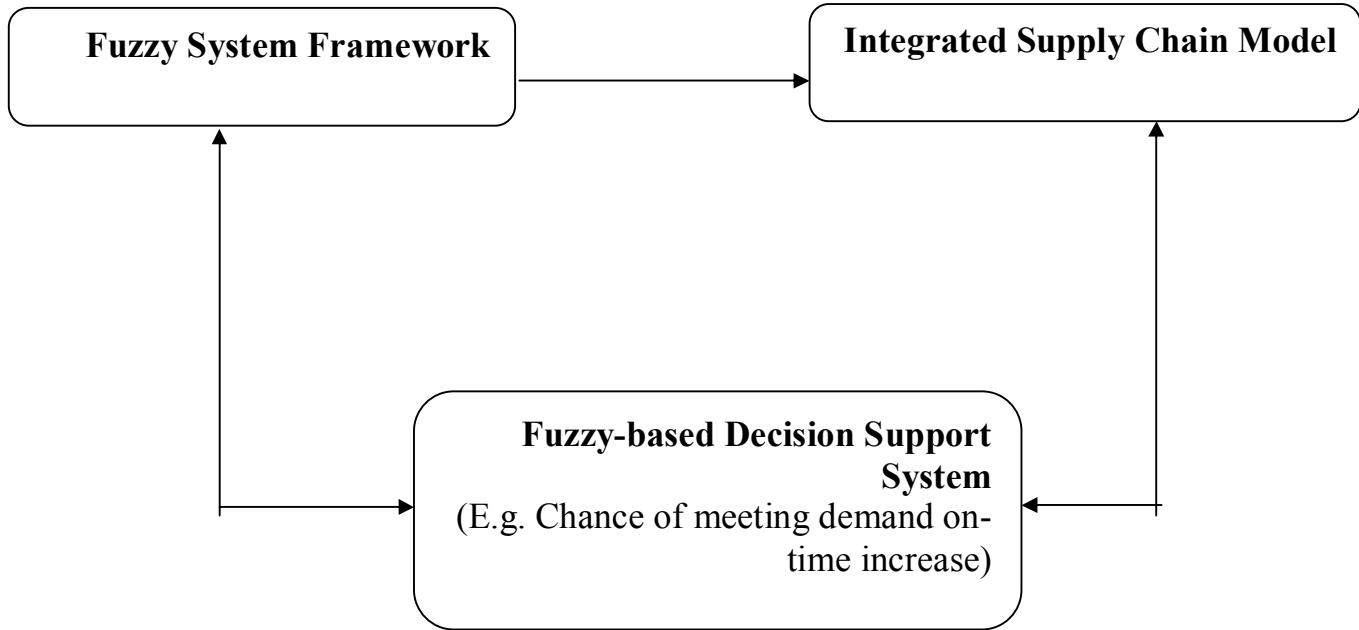 Fuzzy System Framework
Integrated Supply Chain Model
Fuzzy-based Decision Support
System
(E.g. Chance of meeting demand on-
time increase)